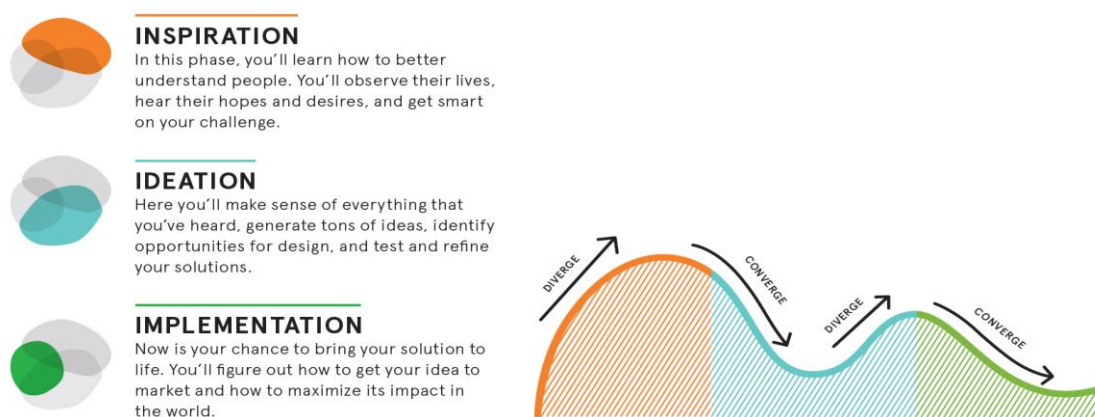 INSPIRATION
In this phase, you’ll learn how to better
understand people. You’ll observe their lives,
hear their hopes and desires, and get smart
on your challenge.
IDEATION
Here you’ll make sense of everything that
you’ve heard, generate tons of ideas, identify
opportunities for design, and test and refine
your solutions.
IMPLEMENTATION
Now is your chance to bring your solution to
life. You’ll figure out how to get your idea to
market and how to maximize its impact in
the world.
DIVERGE
CONVERGE
DIVERGE
CONVERGE